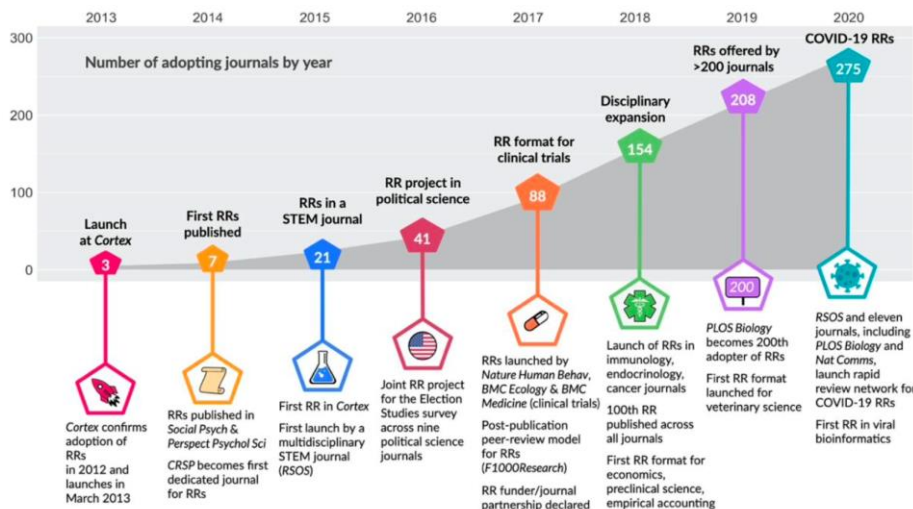 2013 2014 2015 2016 2017 2018 2019 2020
300
200
100
0
Number of adopting journals by year
Launch
at Cortex
3
Cortex confirms
adoption of
RRs
in 2012 and
launches in
March 2013
First RRs
published
7
RRs published in
Social Psych &
Perspect Psychol Sci
CRSP becomes first
dedicated journal
for RRs
RRs in a
STEM journal
21
First RR in Cortex
First launch by a
multidisciplinary
STEM journal
(RSOS)
RR project in
political science
41
Joint RR project
for the Election
Studies survey
across nine
political science
journals
RR format for
clinical trials
88
RRs launched by
Nature Human Behav,
BMC Ecology & BMC
Medicine (clinical trials)
Post-publication
peer-review model
for RRs
(F1000Research)
RR funder/journal
partnership declared
Disciplinary
expansion
154
Launch of RRs in
immunology,
endocrinology,
cancer journals
100th RR
published across
all journals
First RR format for
economics,
preclinical science,
empirical accounting
RRs offered by
>200 journals
208
200
PLOS Biology
becomes 200th
adopter of RRs
First RR format
launched for
veterinary science
COVID-19 RRs
275
RSOS and eleven
journals, including
PLOS Biology and
Nat Comms,
launch rapid
review network for
COVID-19 RRs
First RR in viral
bioinformatics